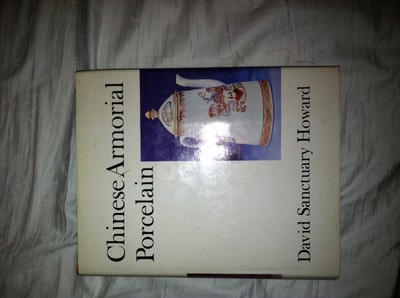 Chinese Armorial
Porcelain
David Sanctuary Howard